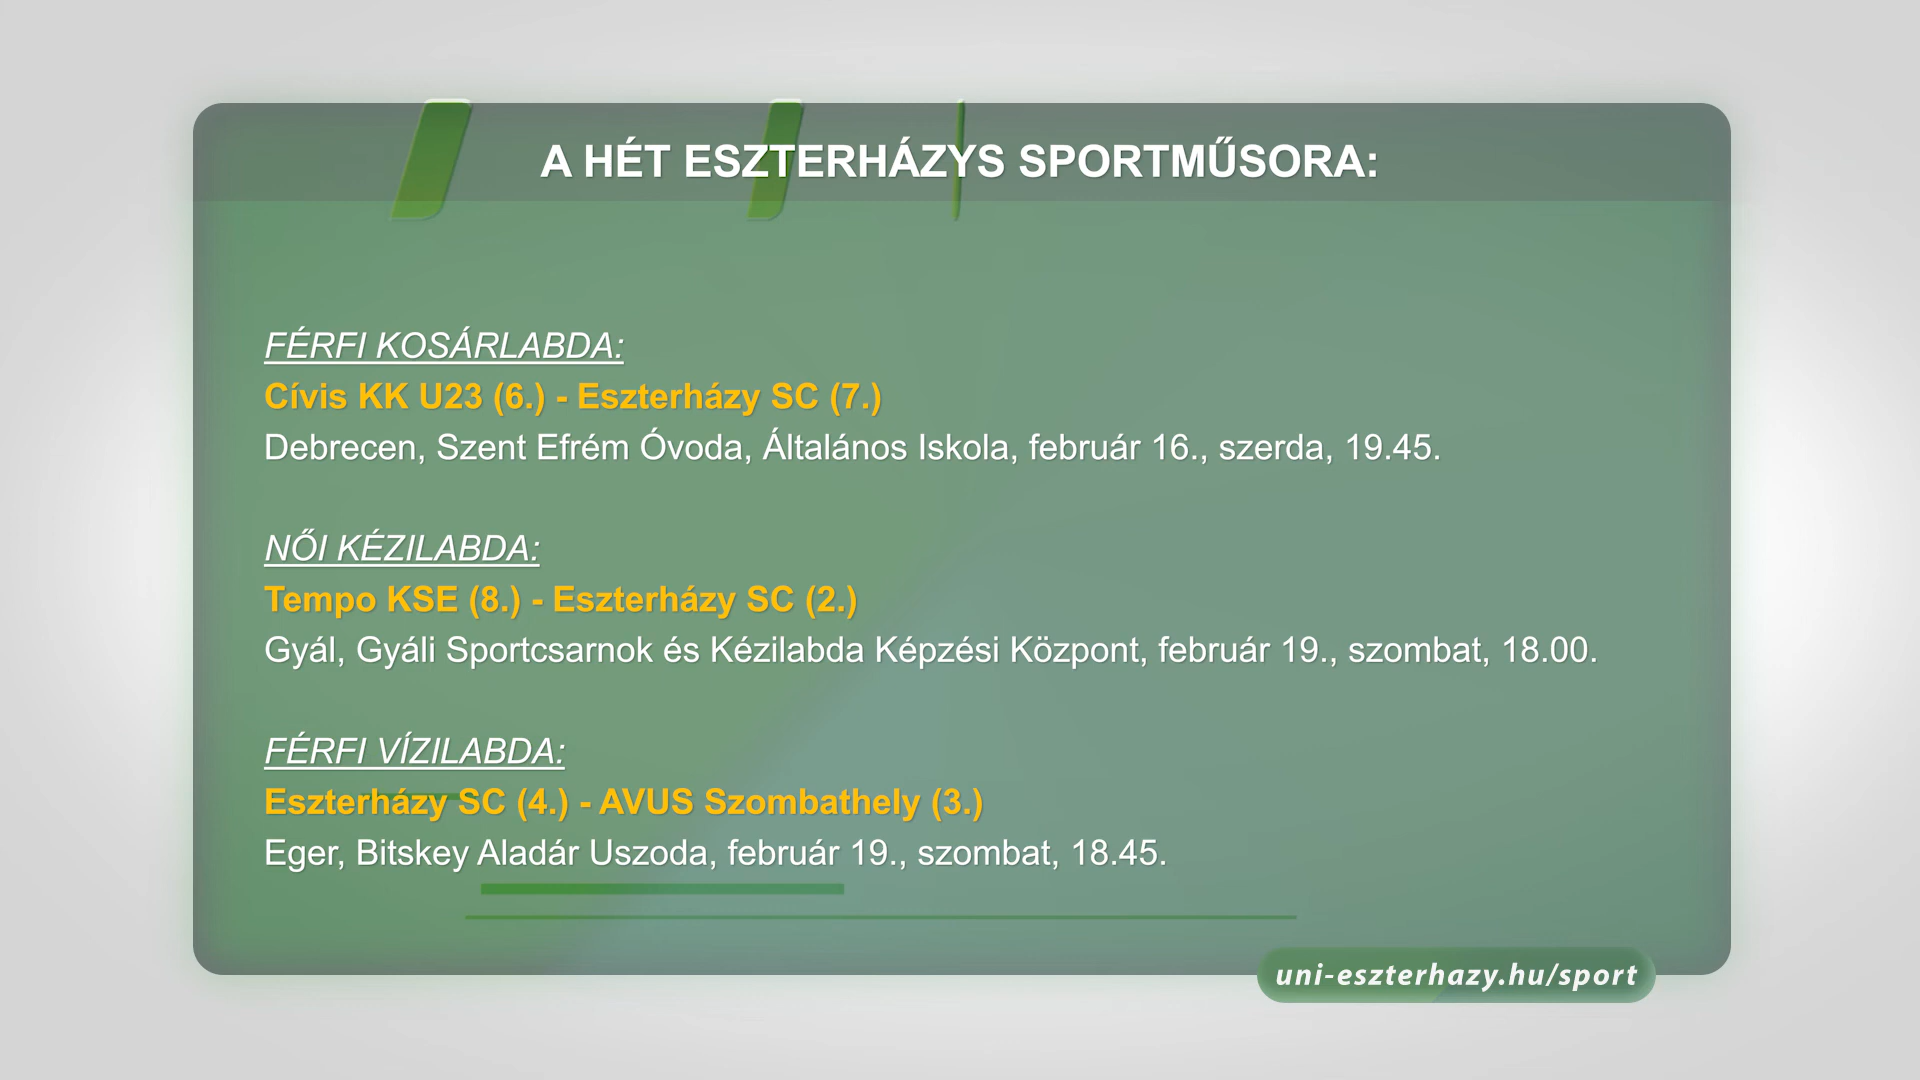 A HÉT ESZTERHÁZYS SPORTMŰSORA:
FÉRFI KOSÁRLABDA:
Cívis KK U23 (6.) - Eszterházy SC (7.)
Debrecen, Szent Efrém Óvoda, Általános Iskola, február 16., szerda, 19.45.
NŐI KÉZILABDA:
Tempo KSE (8.) - Eszterházy SC (2.)
Gyál, Gyáli Sportcsarnok és Kézilabda Képzési Központ, február 19., szombat, 18.00.
FÉRFI VÍZILABDA:
Eszterházy SC (4.) - AVUS Szombathely (3.)
Eger, Bitskey Aladár Uszoda, február 19., szombat, 18.45.
uni-eszterhazy.hu/sport